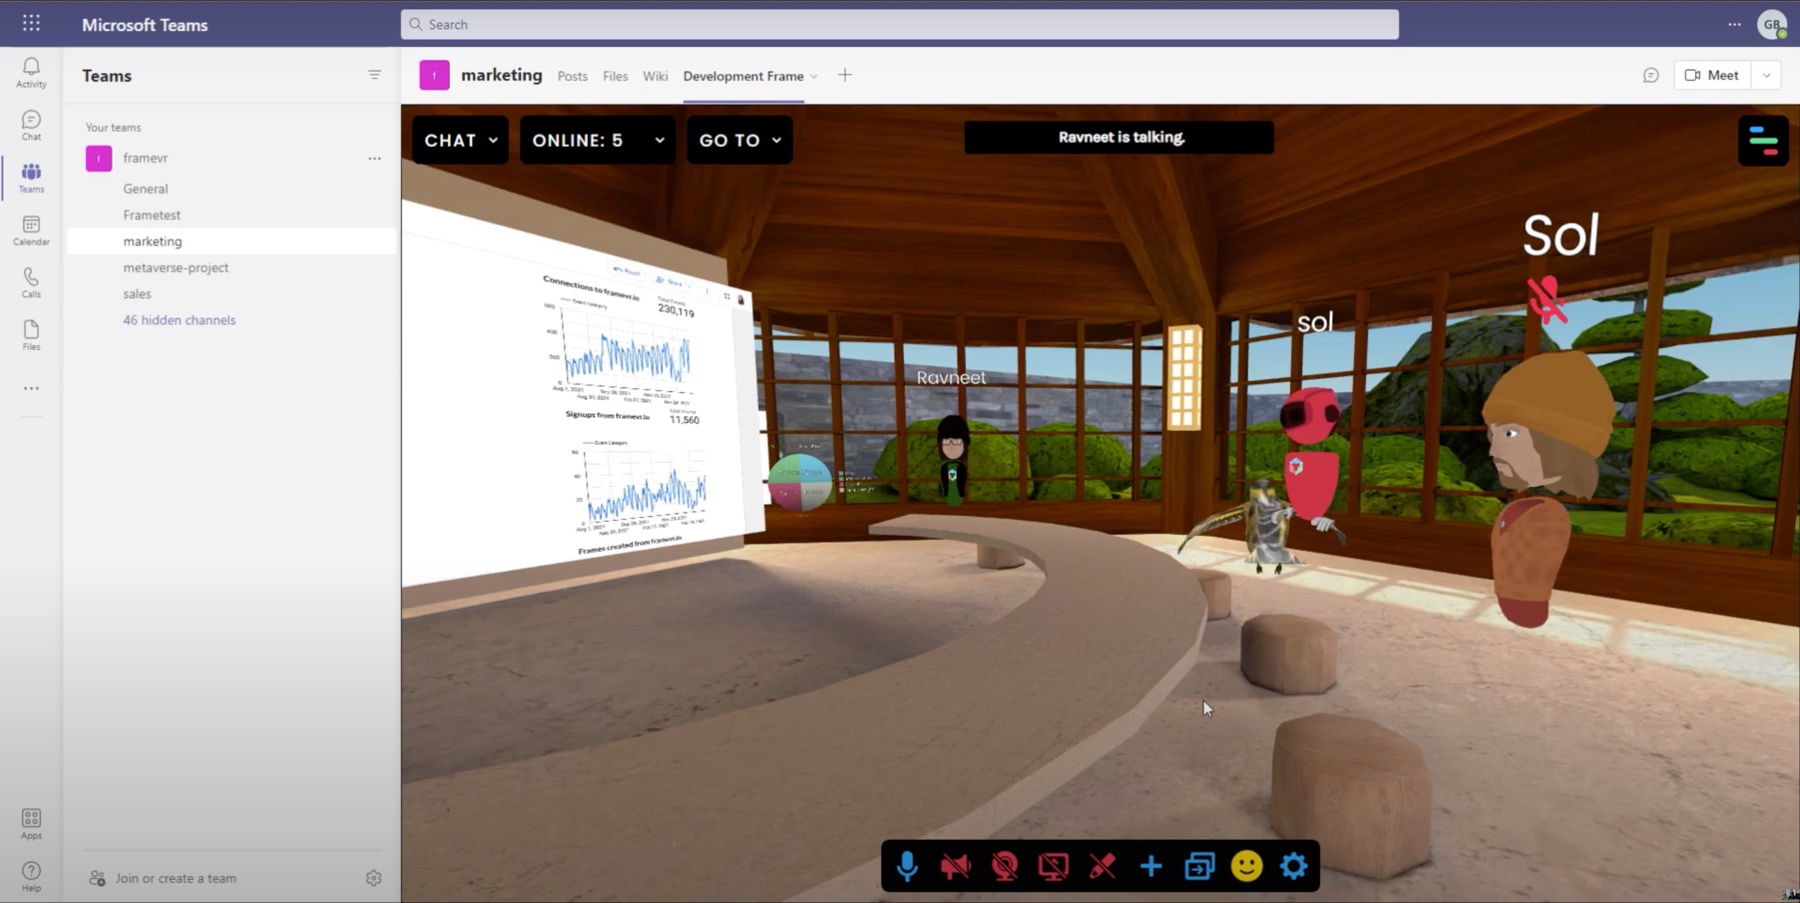 Microsoft Teams
Search
GB
Activity
Chat
Teams
Calendar
Calls
Files
Apps
Help
Teams
Your teams
f framevr
General
Frametest
marketing
metaverse-project
sales
46 hidden channels
Join or create a team
f marketing Posts Files Wiki Development Frame
Meet
CHAT
ONLINE: 5
GO TO
Ravneet is talking.
Connections to framevr.io
230,119
Signups from framevr.io
11,560
Frames created from framevr.io
Ravneet
sol
Sol